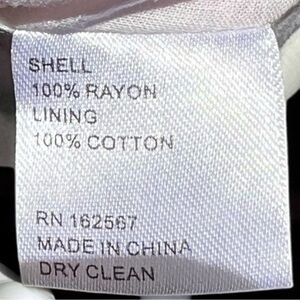 SHELL
100% RAYON
LINING
100% COTTON
RN 162567
MADE IN CHINA
DRY CLEAN